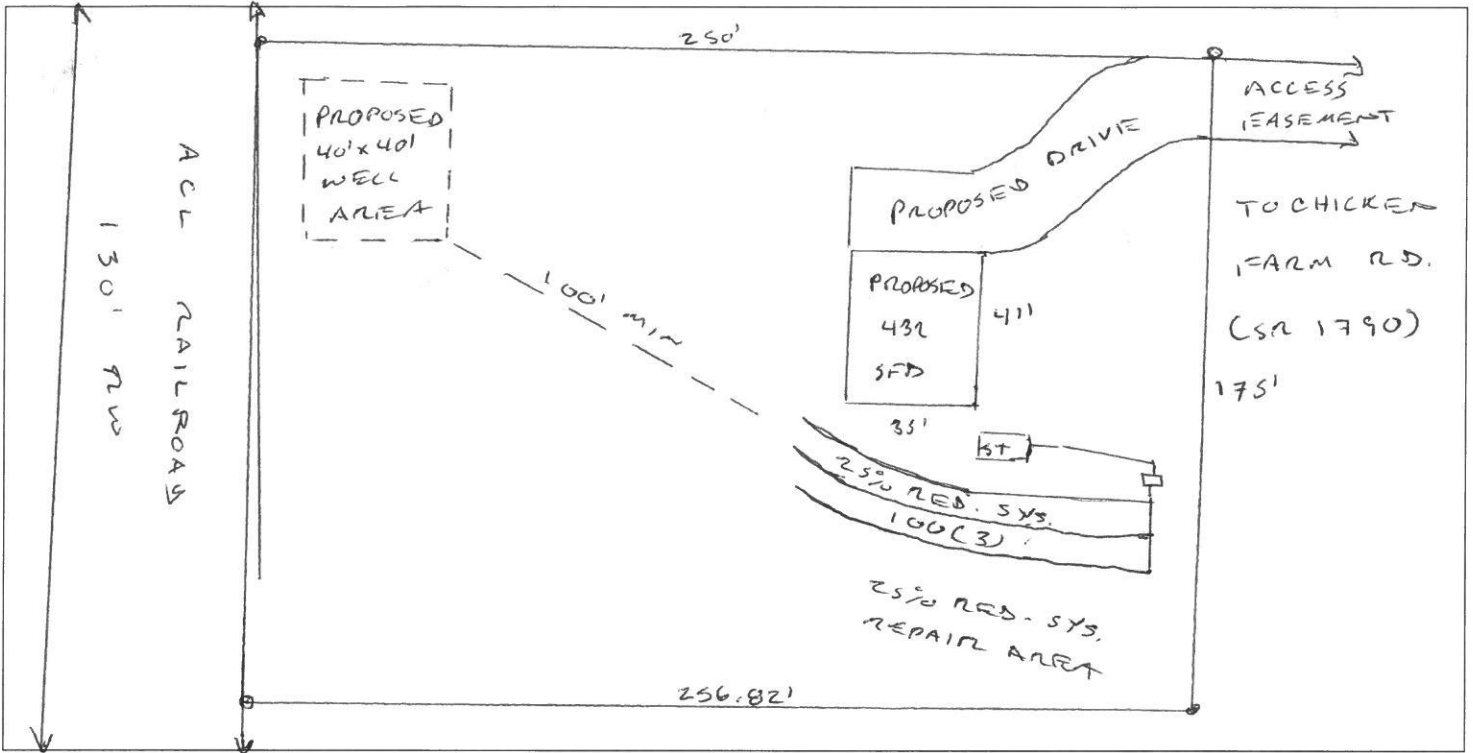 250'
ACCESS
EASEMENT
PROPOSED
40'x40'
WELL
AREA
PROPOSED DRIVE
ACL RAILROAD
130' RW
TO CHICKEN
FARM RD.
(SR 1790)
175'
100' MIN
PROPOSED
4BR
SFD
41'
35'
ST
25% RED. SYS.
100(3)
25% RED. SYS.
REPAIR AREA
256.82'